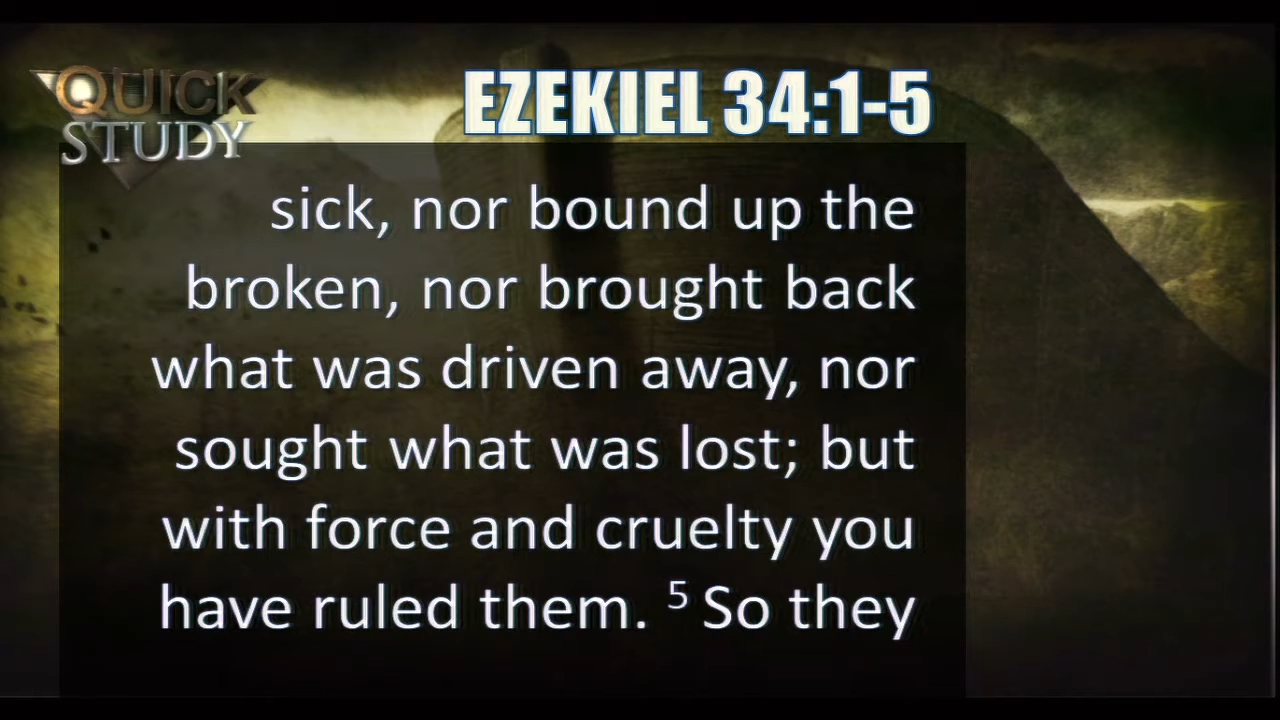 QUICK
STUDY
EZEKIEL 34:1-5
sick, nor bound up the
broken, nor brought back
what was driven away, nor
sought what was lost; but
with force and cruelty you
have ruled them. 5 So they